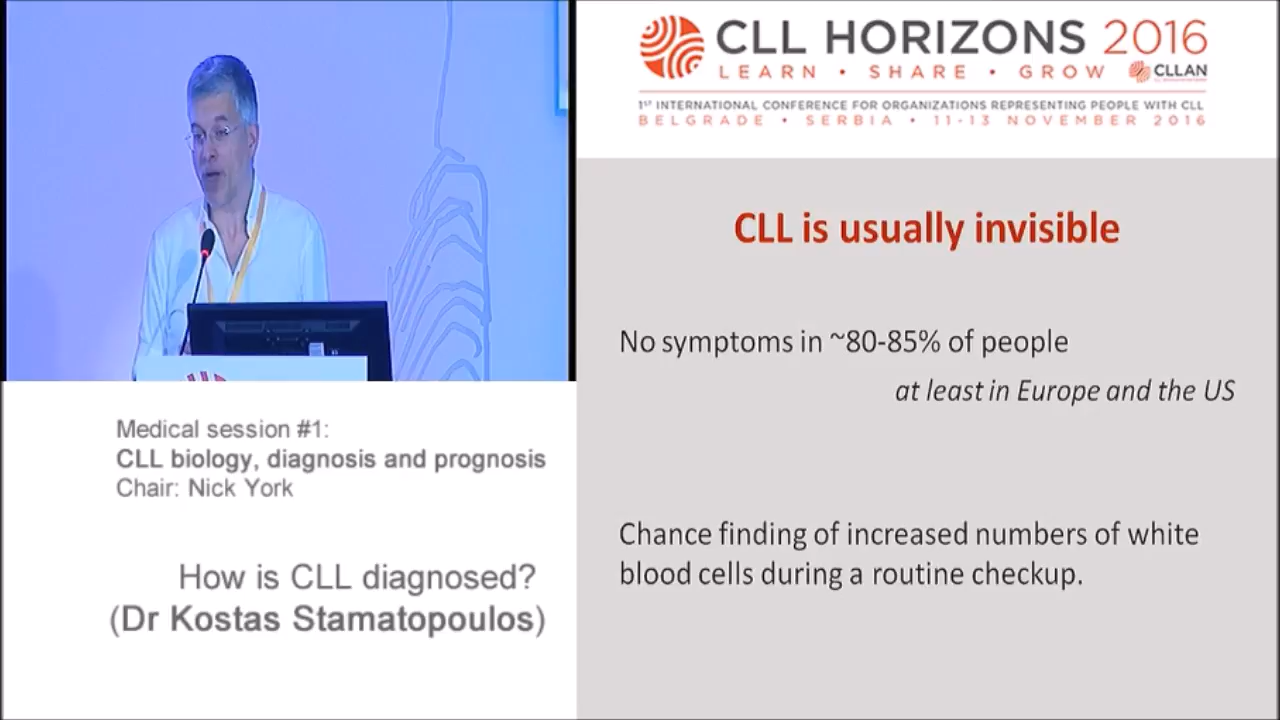 CLL HORIZONS 2016
LEARN • SHARE • GROW
CLLAN
1ST INTERNATIONAL CONFERENCE FOR ORGANIZATIONS REPRESENTING PEOPLE WITH CLL
BELGRADE • SERBIA • 11-13 NOVEMBER 2016
CLL is usually invisible
No symptoms in ~80-85% of people
at least in Europe and the US
Chance finding of increased numbers of white
blood cells during a routine checkup.
Medical session #1:
CLL biology, diagnosis and prognosis
Chair: Nick York
How is CLL diagnosed?
(Dr Kostas Stamatopoulos)